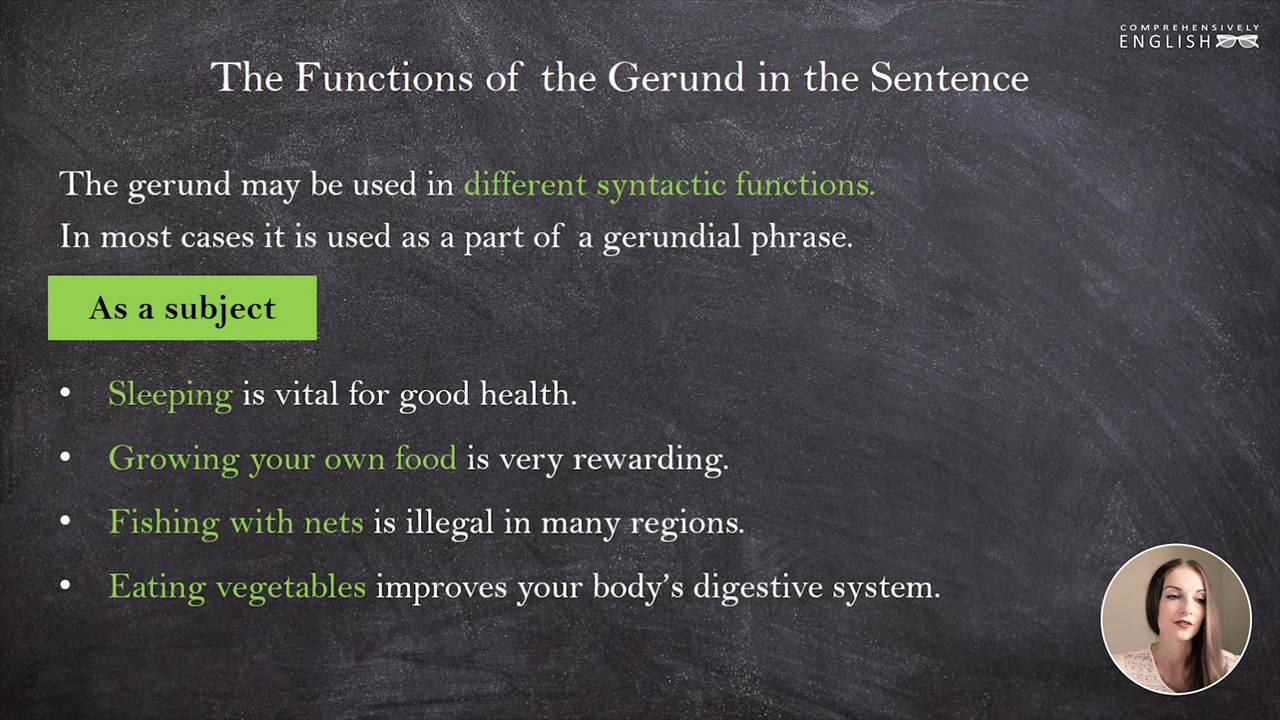 COMPREHENSIVELY
ENGLISH
The Functions of the Gerund in the Sentence
The gerund may be used in different syntactic functions.
In most cases it is used as a part of a gerundial phrase.
As a subject
• Sleeping is vital for good health.
• Growing your own food is very rewarding.
• Fishing with nets is illegal in many regions.
• Eating vegetables improves your body’s digestive system.